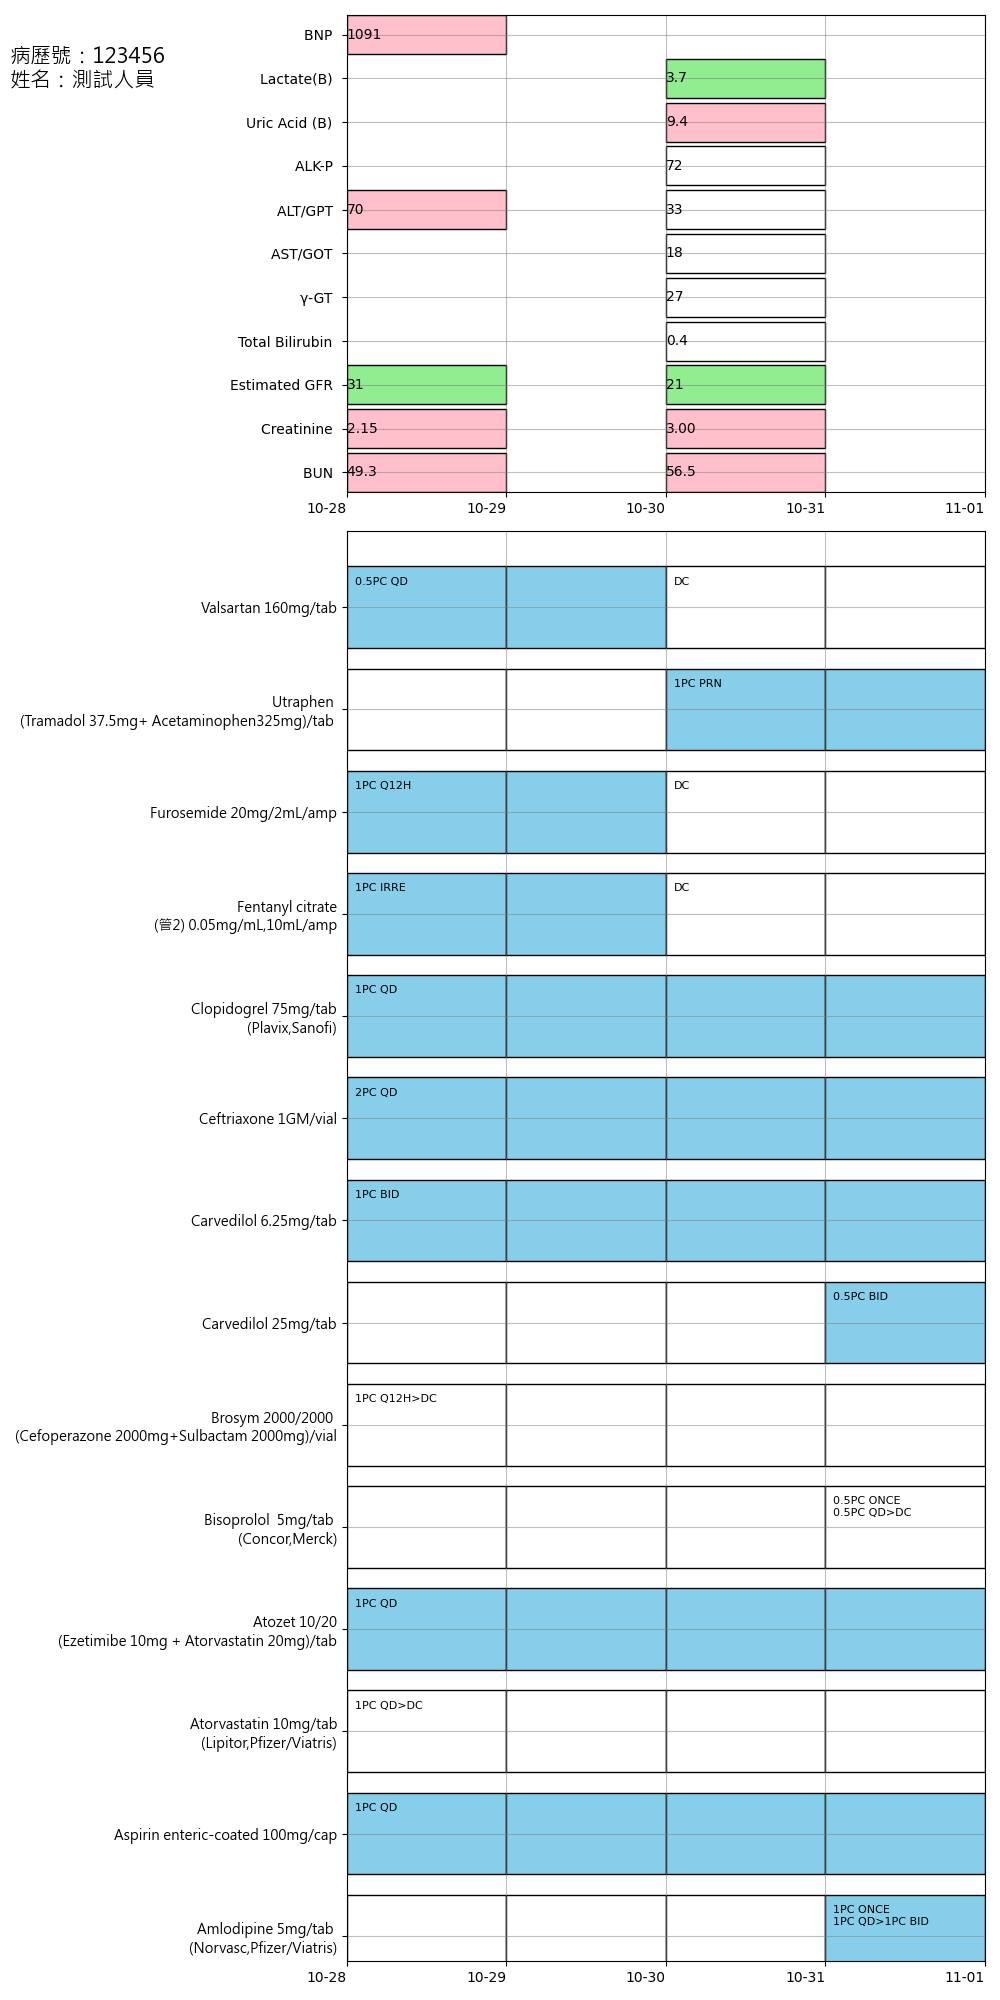 病歷號：123456
姓名：測試人員
BNP 1091
Lactate(B) 3.7
Uric Acid (B) 9.4
ALK-P 72
ALT/GPT 70 33
AST/GOT 18
γ-GT 27
Total Bilirubin 0.4
Estimated GFR 31 21
Creatinine 2.15 3.00
BUN 49.3 56.5
10-28 10-29 10-30 10-31 11-01
Valsartan 160mg/tab
0.5PC QD DC
Utraphen
(Tramadol 37.5mg+ Acetaminophen325mg)/tab
1PC PRN
Furosemide 20mg/2mL/amp
1PC Q12H DC
Fentanyl citrate
(管2) 0.05mg/mL,10mL/amp
1PC IRRE DC
Clopidogrel 75mg/tab
(Plavix,Sanofi)
1PC QD
Ceftriaxone 1GM/vial
2PC QD
Carvedilol 6.25mg/tab
1PC BID
Carvedilol 25mg/tab
0.5PC BID
Brosym 2000/2000
(Cefoperazone 2000mg+Sulbactam 2000mg)/vial
1PC Q12H>DC
Bisoprolol  5mg/tab
(Concor,Merck)
0.5PC ONCE
0.5PC QD>DC
Atozet 10/20
(Ezetimibe 10mg + Atorvastatin 20mg)/tab
1PC QD
Atorvastatin 10mg/tab
(Lipitor,Pfizer/Viatris)
1PC QD>DC
Aspirin enteric-coated 100mg/cap
1PC QD
Amlodipine 5mg/tab
(Norvasc,Pfizer/Viatris)
1PC ONCE
1PC QD>1PC BID
10-28 10-29 10-30 10-31 11-01